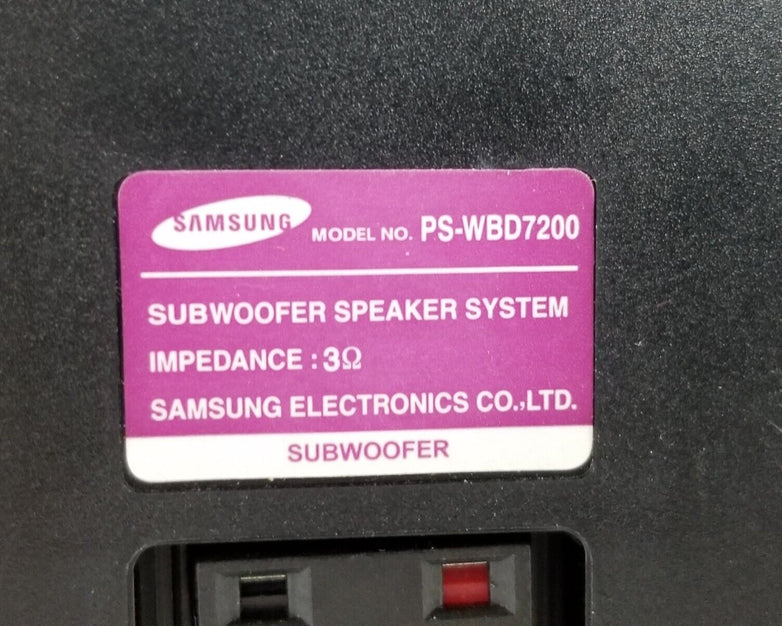 SAMSUNG MODEL NO. PS-WBD7200
SUBWOOFER SPEAKER SYSTEM
IMPEDANCE : 3Ω
SAMSUNG ELECTRONICS CO.,LTD.
SUBWOOFER